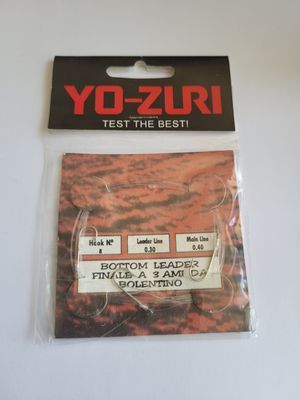 YO-ZURI
TEST THE BEST!
Hook Nº Leader Line Main Line
8 0.30 0.40
BOTTOM LEADER
FINALE A 3 AMI DA
BOLENTINO